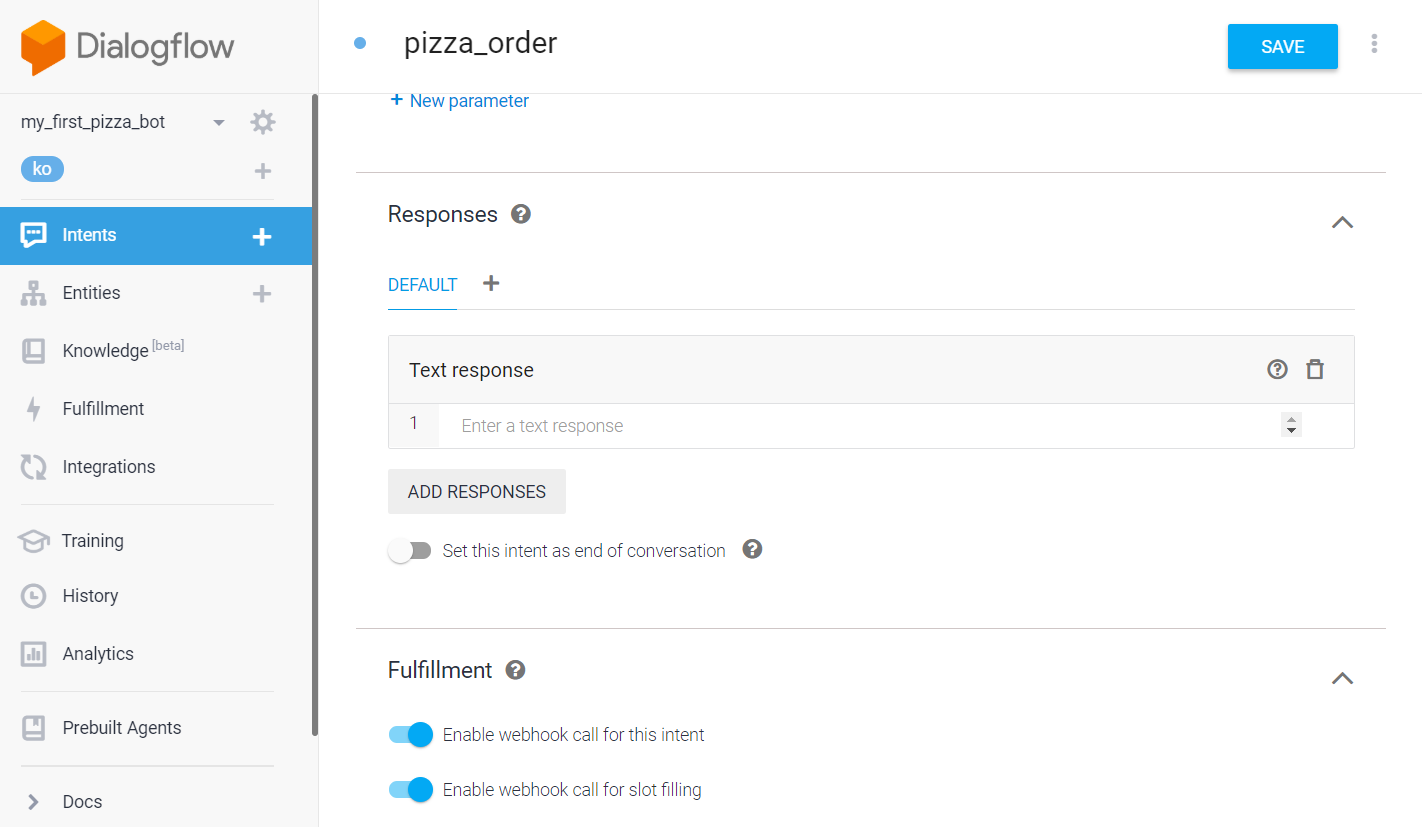 Dialogflow
my_first_pizza_bot
ko
Intents
Entities
Knowledge [beta]
Fulfillment
Integrations
Training
History
Analytics
Prebuilt Agents
Docs
pizza_order
SAVE
+ New parameter
Responses ?
DEFAULT +
Text response ?
1 Enter a text response
ADD RESPONSES
Set this intent as end of conversation ?
Fulfillment ?
Enable webhook call for this intent
Enable webhook call for slot filling